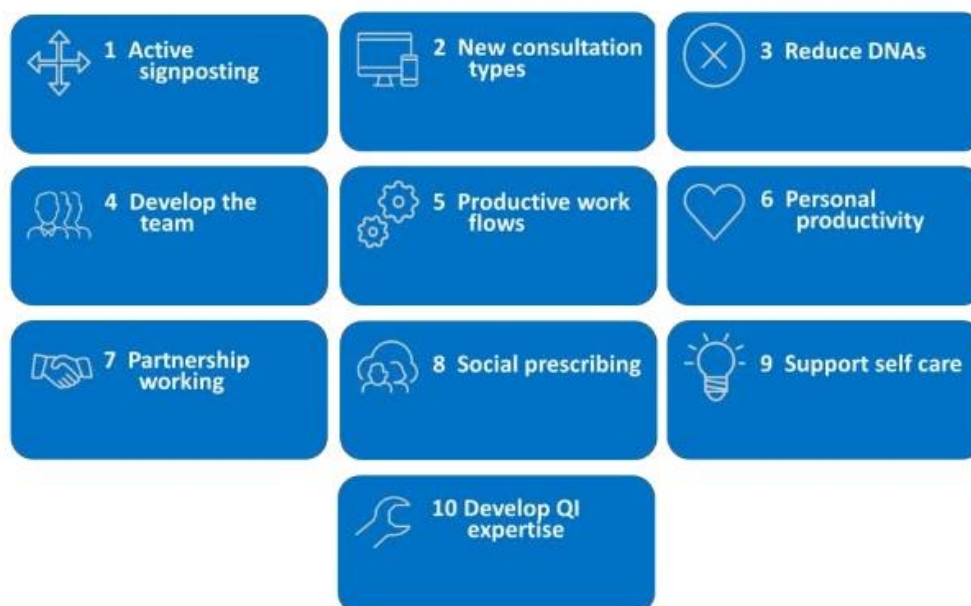 1 Active
signposting
2 New consultation
types
3 Reduce DNAs
4 Develop the
team
5 Productive work
flows
6 Personal
productivity
7 Partnership
working
8 Social prescribing
9 Support self care
10 Develop QI
expertise